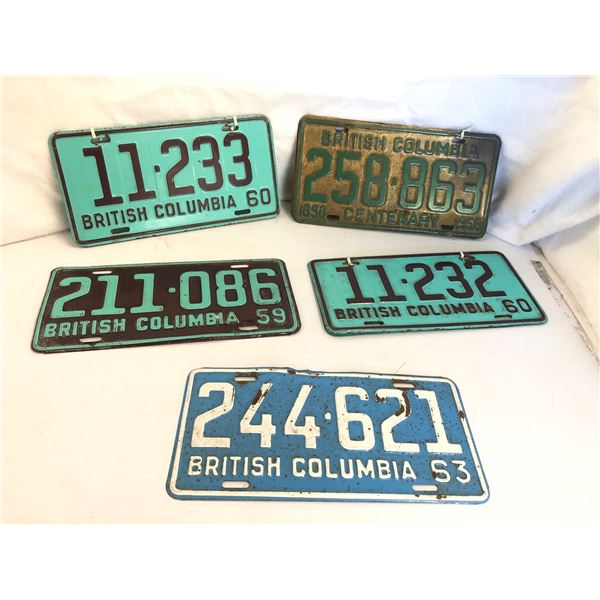 11·233
BRITISH COLUMBIA 60
BRITISH COLUMBIA
258·863
1858 CENTENARY 1958
211·086
BRITISH COLUMBIA 59
11·232
BRITISH COLUMBIA 60
244·621
BRITISH COLUMBIA 53